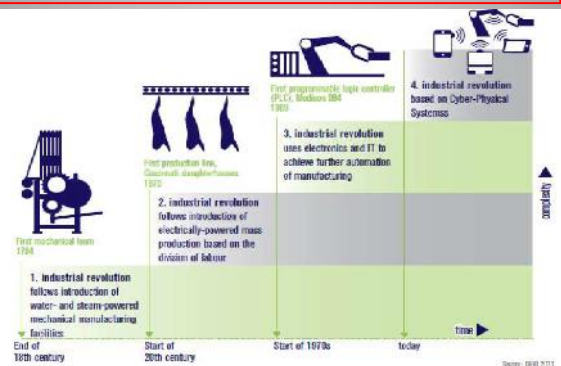 First programmable logic controller
(PLC), Modicon 084
1969
4. industrial revolution
based on Cyber-Physical
Systemss
3. industrial revolution
uses electronics and IT to
achieve further automation
of manufacturing
First production line,
Cincinnati slaughterhouses
1870
2. industrial revolution
follows introduction of
electrically-powered mass
production based on the
division of labour
First mechanical loom
1784
1. industrial revolution
follows introduction of
water- and steam-powered
mechanical manufacturing
facilities
complexity
time
End of
18th century
Start of
20th century
Start of 1970s
today